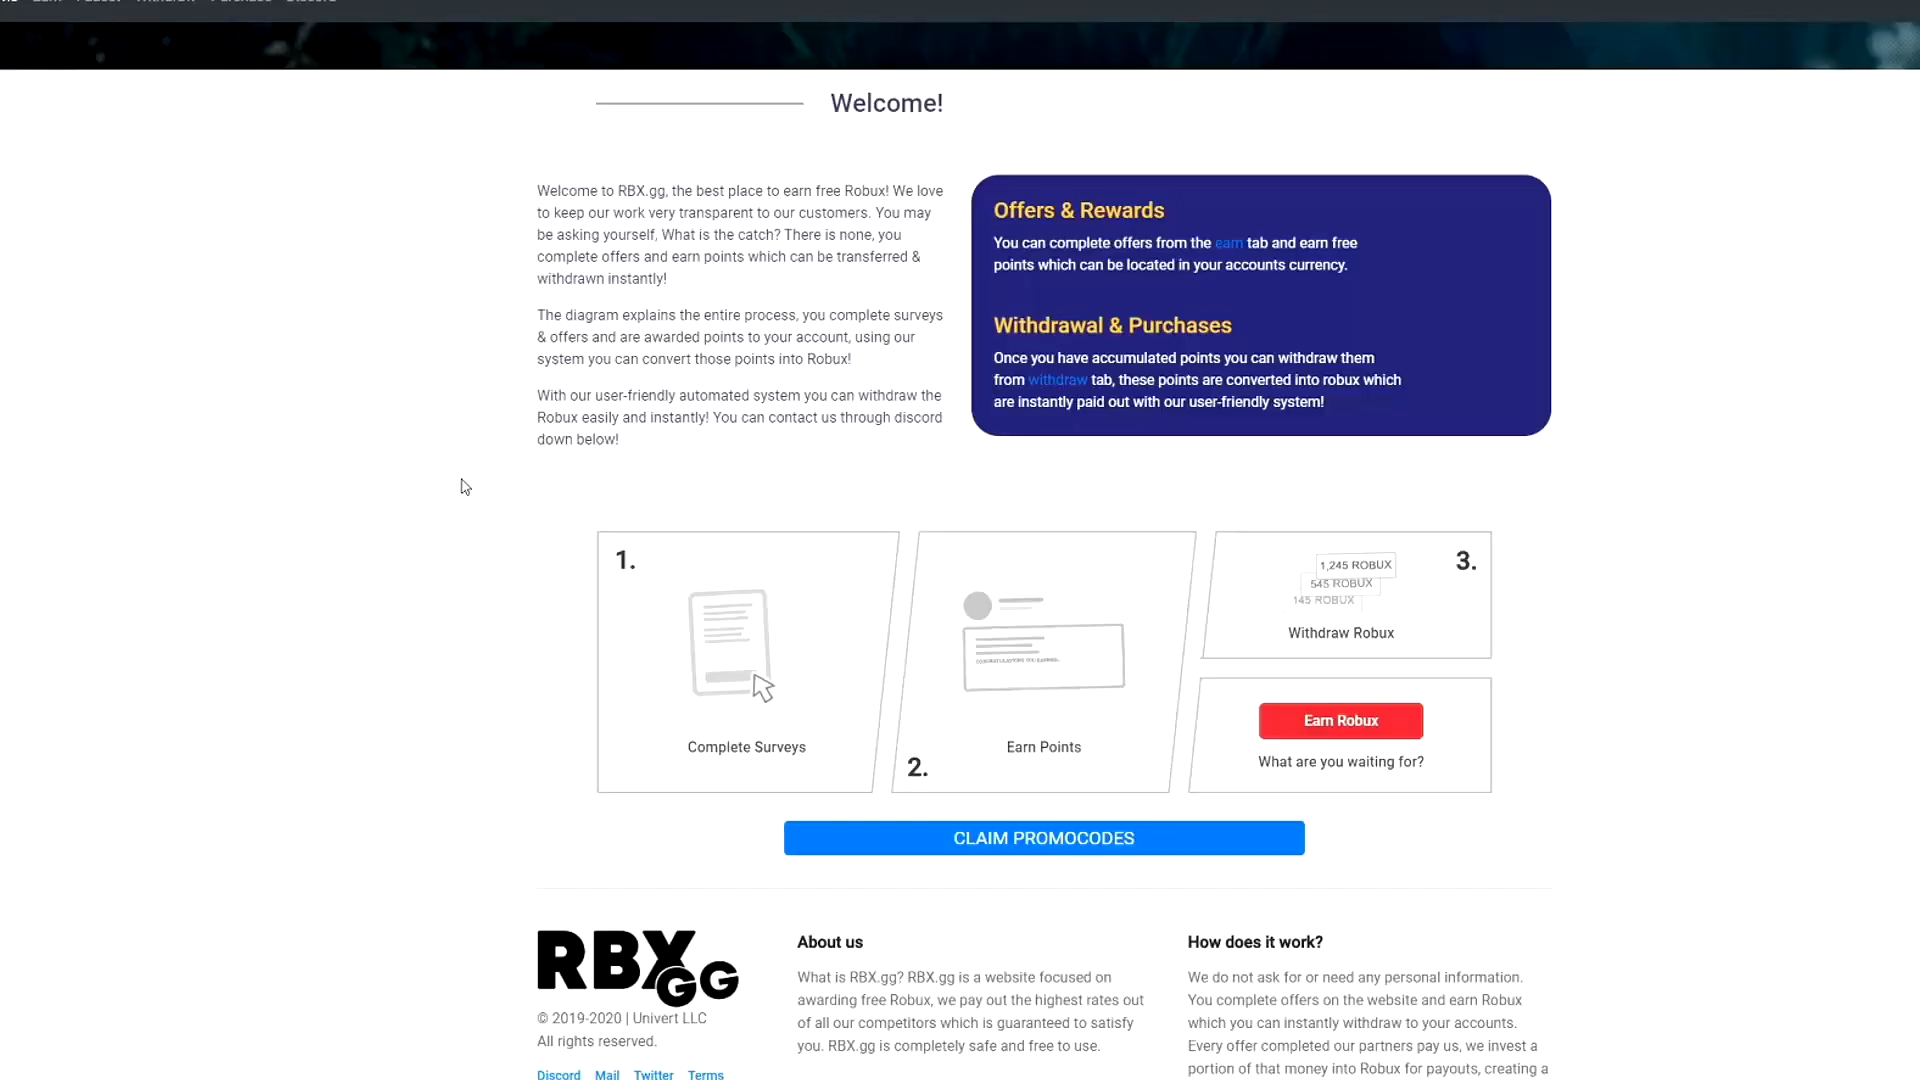 Welcome!
Welcome to RBX.gg, the best place to earn free Robux! We love
to keep our work very transparent to our customers. You may
be asking yourself, What is the catch? There is none, you
complete offers and earn points which can be transferred &
withdrawn instantly!
The diagram explains the entire process, you complete surveys
& offers and are awarded points to your account, using our
system you can convert those points into Robux!
With our user-friendly automated system you can withdraw the
Robux easily and instantly! You can contact us through discord
down below!
Offers & Rewards
You can complete offers from the earn tab and earn free
points which can be located in your accounts currency.
Withdrawal & Purchases
Once you have accumulated points you can withdraw them
from withdraw tab, these points are converted into robux which
are instantly paid out with our user-friendly system!
1.
Complete Surveys
2.
Earn Points
3.
1,245 ROBUX
545 ROBUX
145 ROBUX
Withdraw Robux
Earn Robux
What are you waiting for?
CLAIM PROMOCODES
RBX GG
© 2019-2020 | Univert LLC
All rights reserved.
Discord Mail Twitter Terms
About us
What is RBX.gg? RBX.gg is a website focused on
awarding free Robux, we pay out the highest rates out
of all our competitors which is guaranteed to satisfy
you. RBX.gg is completely safe and free to use.
How does it work?
We do not ask for or need any personal information.
You complete offers on the website and earn Robux
which you can instantly withdraw to your accounts.
Every offer completed our partners pay us, we invest a
portion of that money into Robux for payouts, creating a